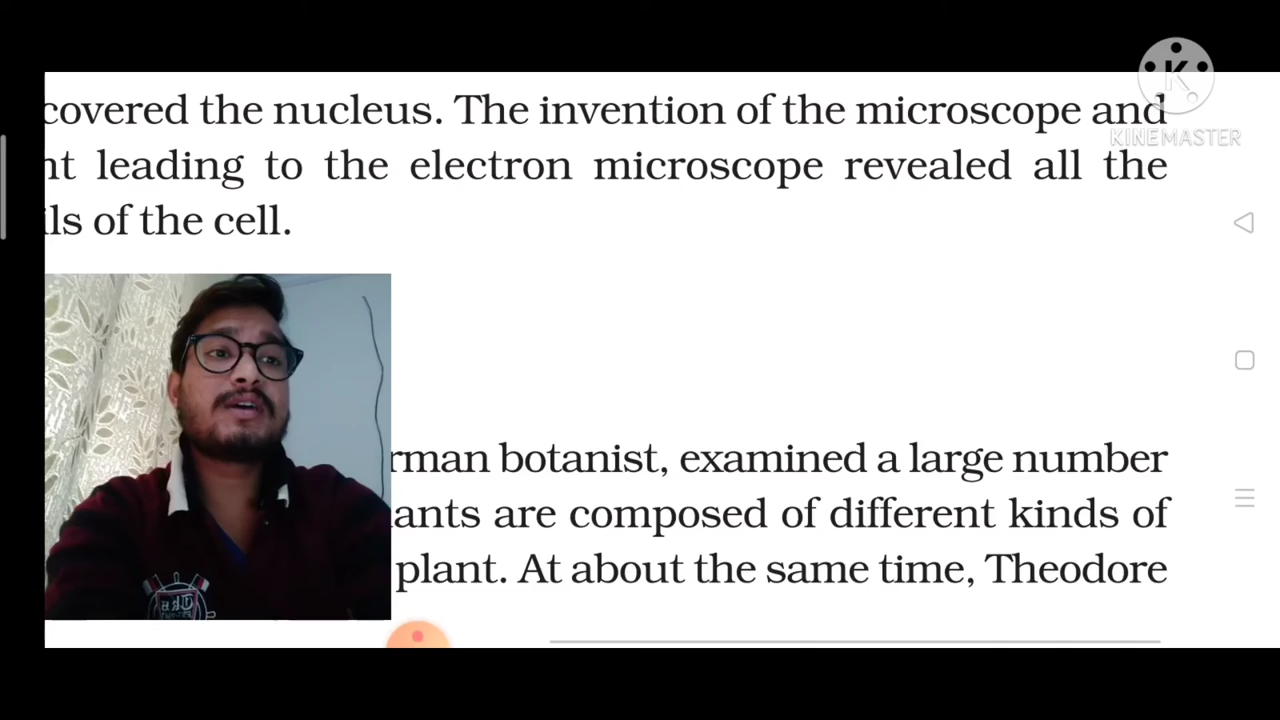 covered the nucleus. The invention of the microscope and
nt leading to the electron microscope revealed all the
ils of the cell.
rman botanist, examined a large number
lants are composed of different kinds of
plant. At about the same time, Theodore
K
KINEMASTER